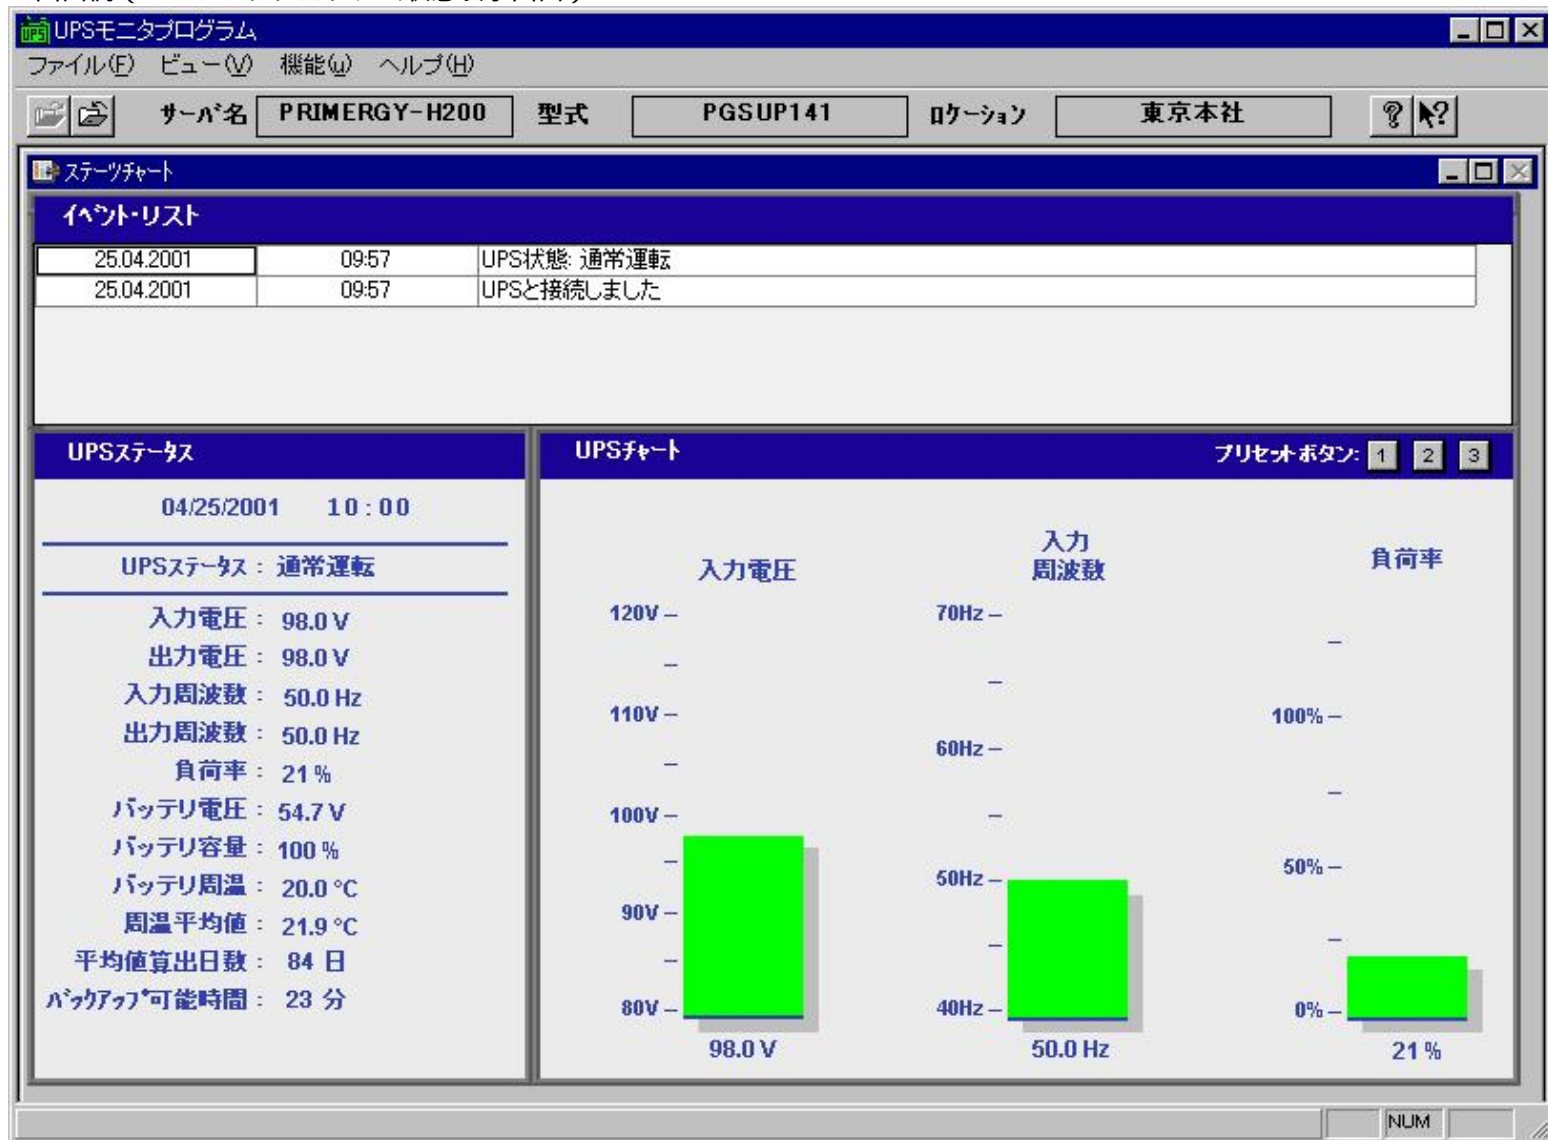 UPSモニタプログラム
ファイル(F) ビュー(V) 機能(u) ヘルプ(H)
サーバ名 PRIMERGY-H200 型式 PGSUP141 ロケーション 東京本社
ステーツチャート
イベント・リスト
25.04.2001 09:57 UPS状態: 通常運転
25.04.2001 09:57 UPSと接続しました
UPSステータス
04/25/2001 10:00
UPSステータス : 通常運転
入力電圧 : 98.0 V
出力電圧 : 98.0 V
入力周波数 : 50.0 Hz
出力周波数 : 50.0 Hz
負荷率 : 21 %
バッテリ電圧 : 54.7 V
バッテリ容量 : 100 %
バッテリ周温 : 20.0 °C
周温平均値 : 21.9 °C
平均値算出日数 : 84 日
バックアップ可能時間 : 23 分
UPSチャート プリセットボタン: 1 2 3
入力電圧
120V
110V
100V
90V
80V
98.0 V
入力
周波数
70Hz
60Hz
50Hz
40Hz
50.0 Hz
負荷率
100%
50%
0%
21 %
NUM